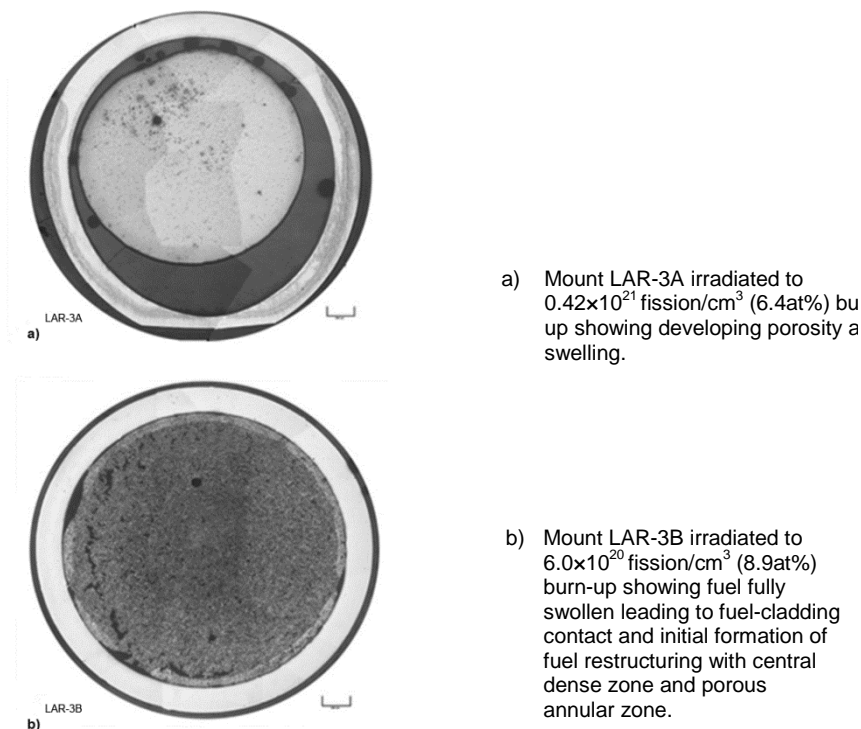 LAR-3A
a)
a) Mount LAR-3A irradiated to
0.42×10²¹ fission/cm³ (6.4at%) bu
up showing developing porosity a
swelling.
LAR-3B
b)
b) Mount LAR-3B irradiated to
6.0×10²⁰ fission/cm³ (8.9at%)
burn-up showing fuel fully
swollen leading to fuel-cladding
contact and initial formation of
fuel restructuring with central
dense zone and porous
annular zone.